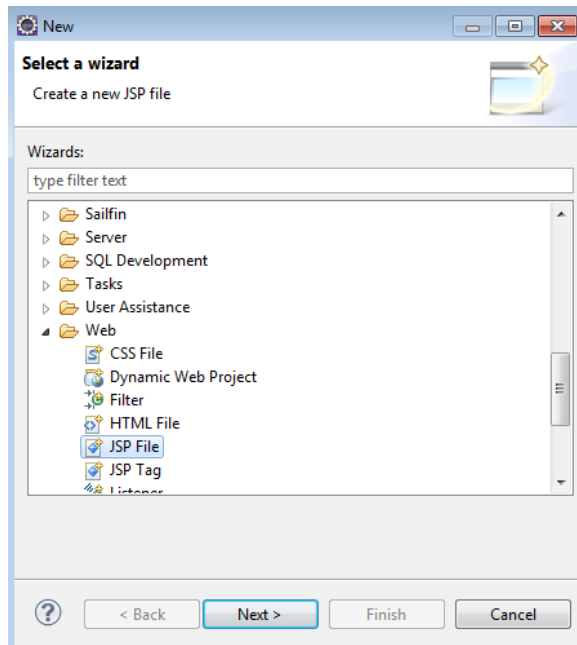 New
Select a wizard
Create a new JSP file
Wizards:
type filter text
Sailfin
Server
SQL Development
Tasks
User Assistance
Web
CSS File
Dynamic Web Project
Filter
HTML File
JSP File
JSP Tag
Listener
? < Back Next > Finish Cancel